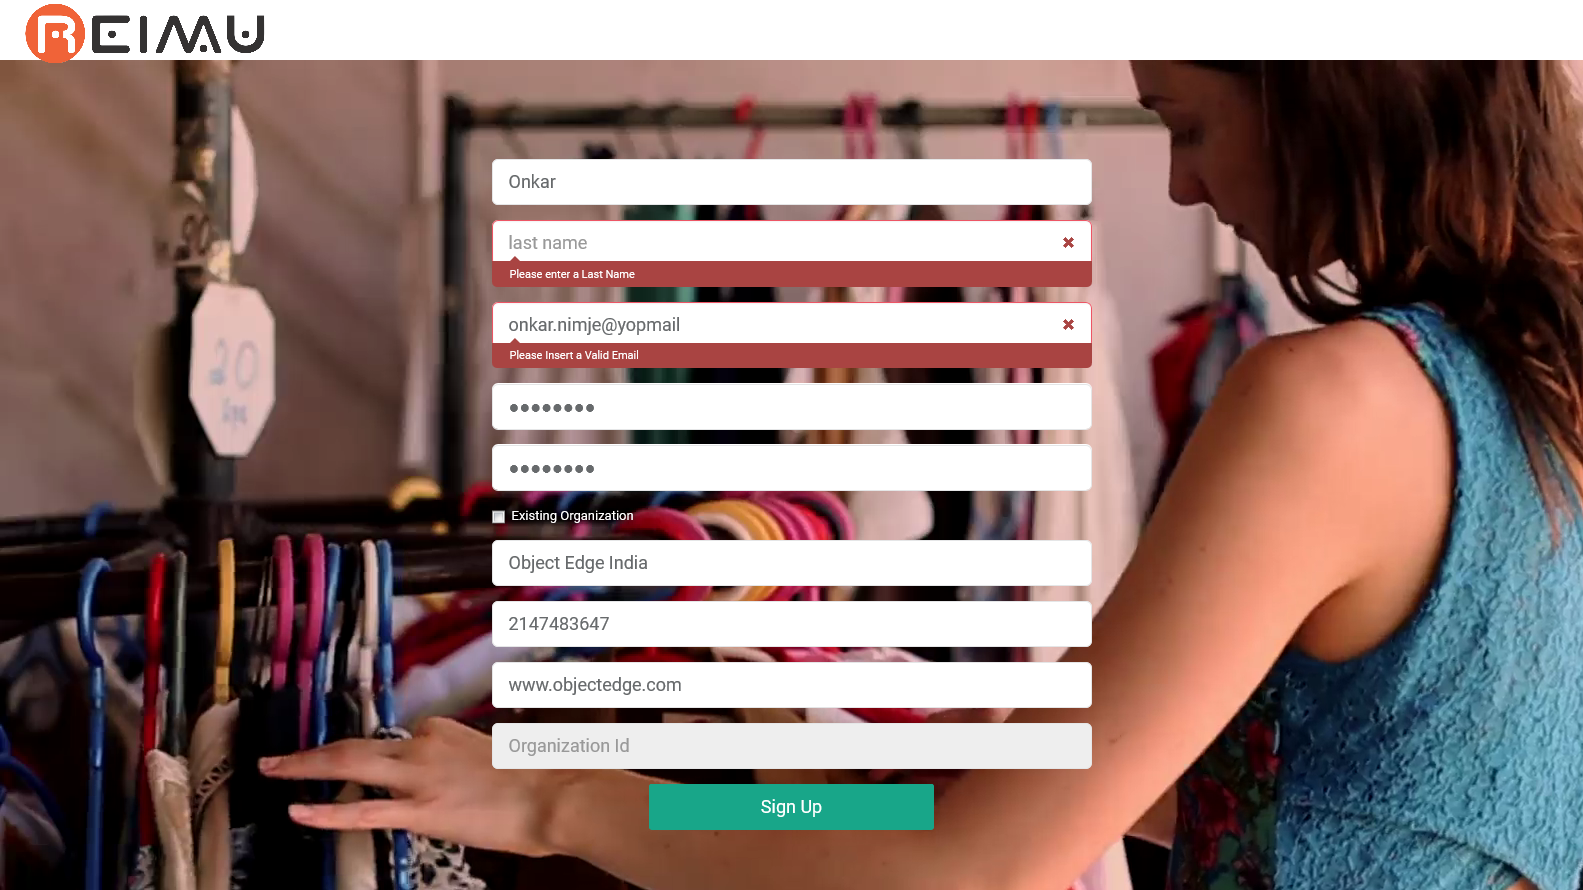 REIMU
Onkar
last name
Please enter a Last Name
onkar.nimje@yopmail
Please Insert a Valid Email
••••••••
••••••••
Existing Organization
Object Edge India
2147483647
www.objectedge.com
Organization Id
Sign Up
20